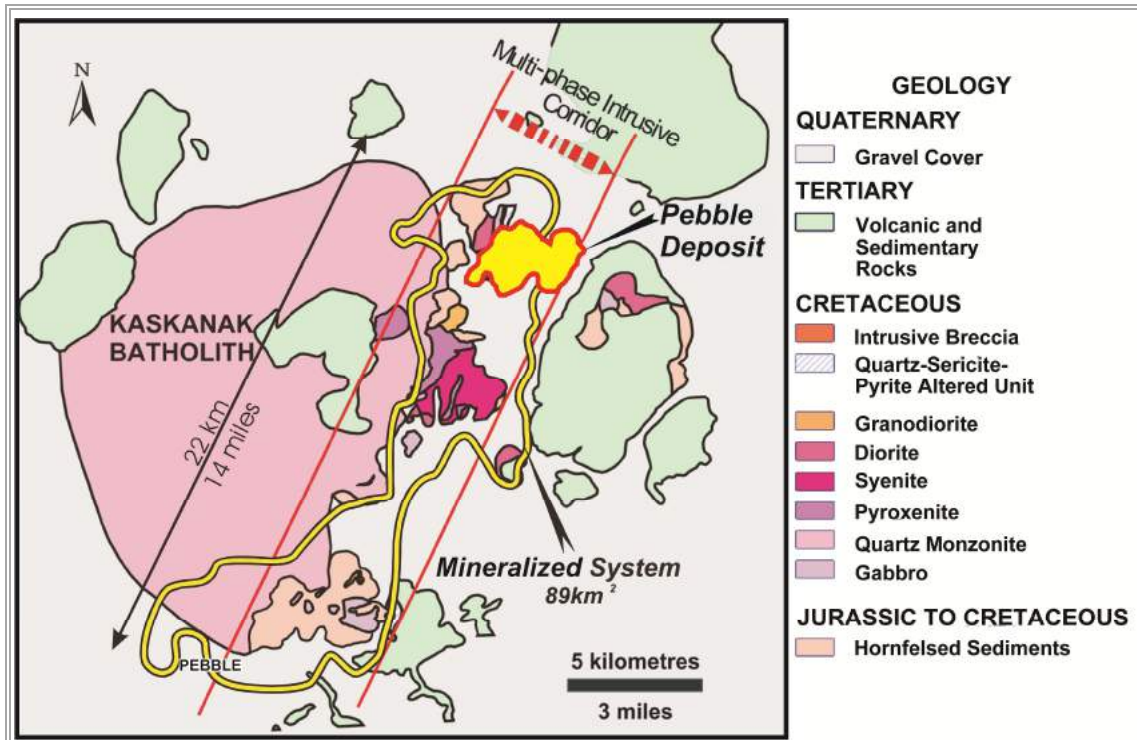 N
Multi-phase Intrusive
Corridor
Pebble
Deposit
KASKANAK
BATHOLITH
22 km
14 miles
Mineralized System
89km²
PEBBLE
5 kilometres
3 miles
GEOLOGY
QUATERNARY
Gravel Cover
TERTIARY
Volcanic and
Sedimentary
Rocks
CRETACEOUS
Intrusive Breccia
Quartz-Sericite-
Pyrite Altered Unit
Granodiorite
Diorite
Syenite
Pyroxenite
Quartz Monzonite
Gabbro
JURASSIC TO CRETACEOUS
Hornfelsed Sediments